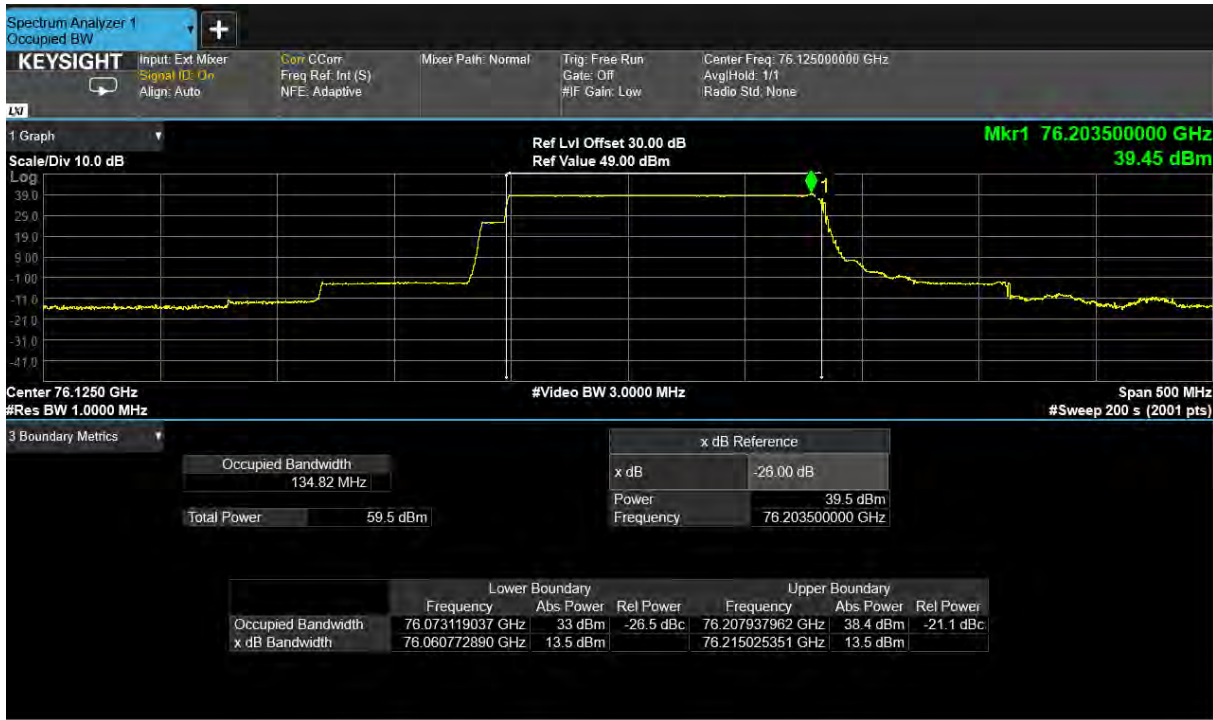 Spectrum Analyzer 1
Occupied BW
+
KEYSIGHT Input: Ext Mixer Corr CCorr Mixer Path: Normal Trig: Free Run Center Freq: 76.125000000 GHz
Signal ID: On Freq Ref: Int (S) Gate: Off Avg|Hold: 1/1
Align: Auto NFE: Adaptive #IF Gain: Low Radio Std: None
LXI
1 Graph Ref Lvl Offset 30.00 dB Mkr1 76.203500000 GHz
Scale/Div 10.0 dB Ref Value 49.00 dBm 39.45 dBm
Log
1
39.0
29.0
19.0
9.00
-1.00
-11.0
-21.0
-31.0
-41.0
Center 76.1250 GHz #Video BW 3.0000 MHz Span 500 MHz
#Res BW 1.0000 MHz #Sweep 200 s (2001 pts)
3 Boundary Metrics
x dB Reference
Occupied Bandwidth
134.82 MHz
x dB -26.00 dB
Power 39.5 dBm
Total Power 59.5 dBm
Frequency 76.203500000 GHz
Lower Boundary Upper Boundary
Frequency Abs Power Rel Power Frequency Abs Power Rel Power
Occupied Bandwidth 76.073119037 GHz 33 dBm -26.5 dBc 76.207937962 GHz 38.4 dBm -21.1 dBc
x dB Bandwidth 76.060772890 GHz 13.5 dBm 76.215025351 GHz 13.5 dBm